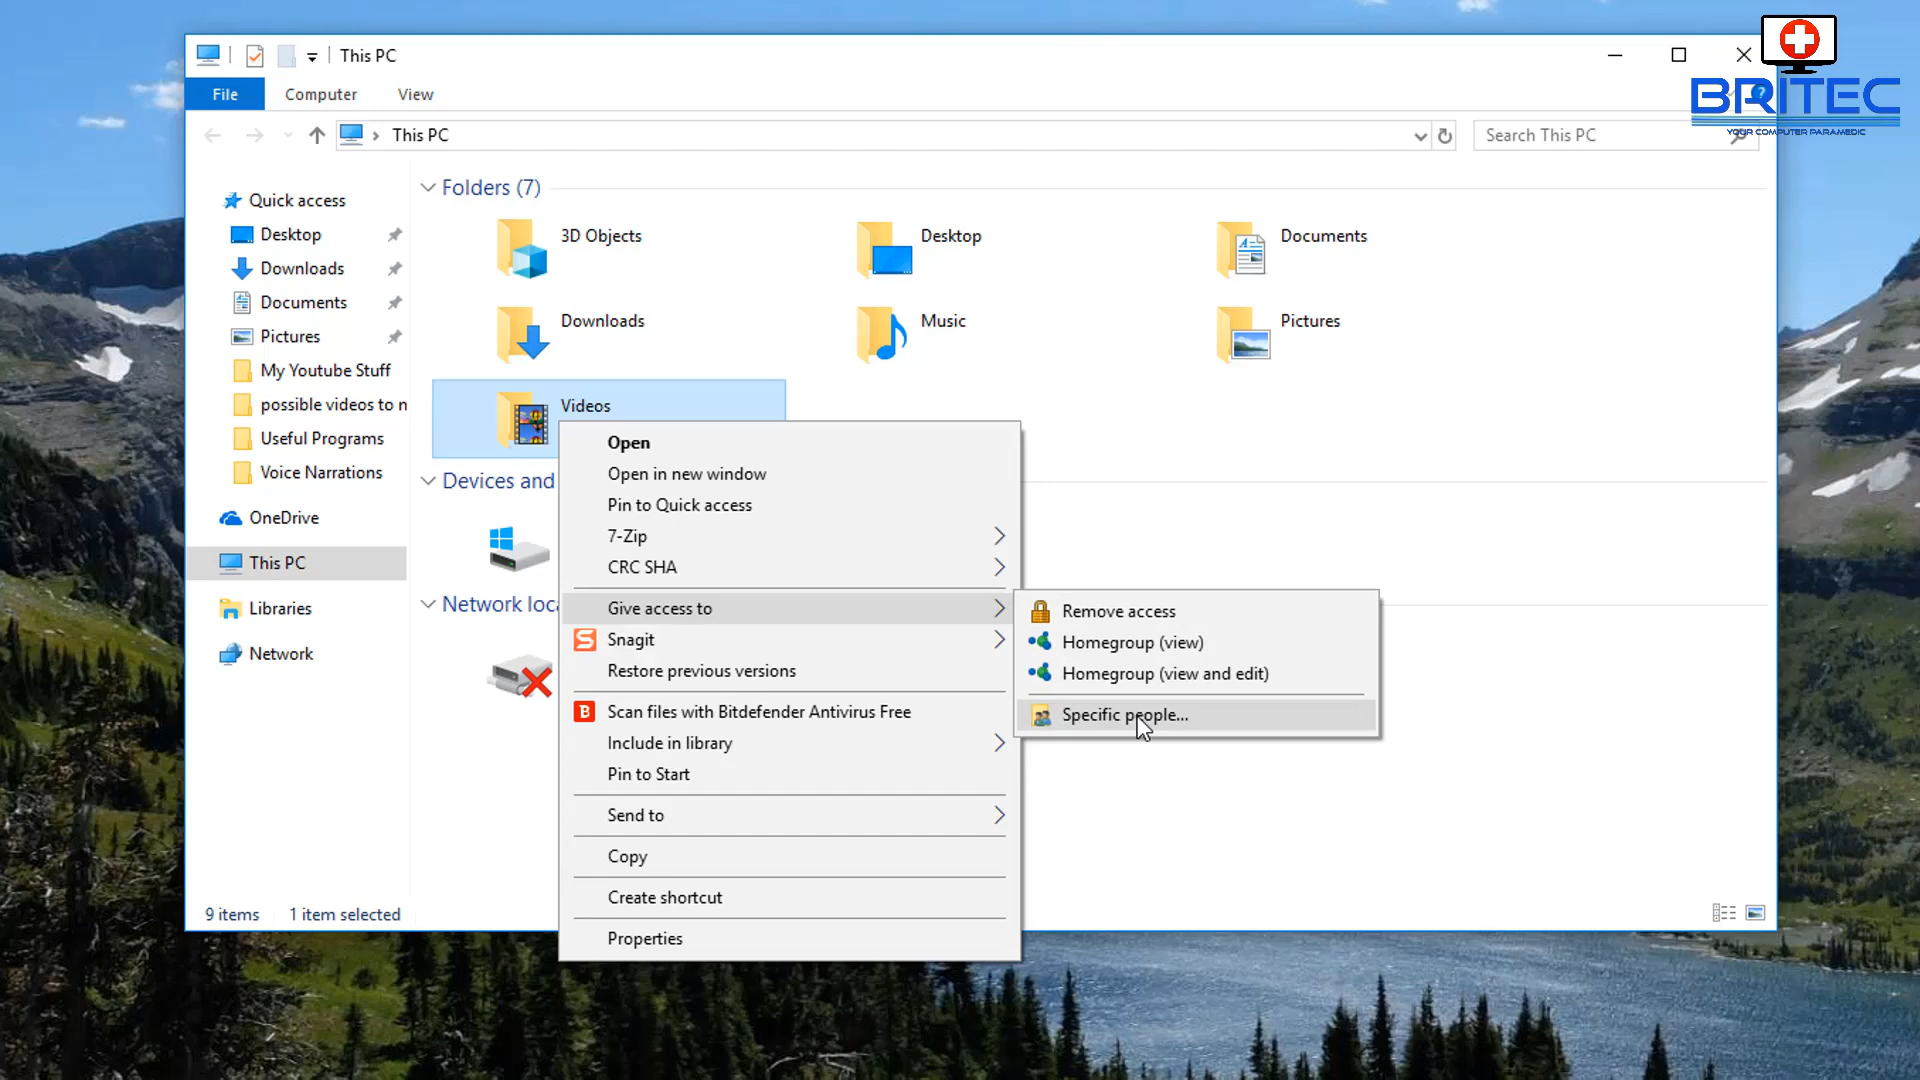 This PC
BRITEC
YOUR COMPUTER PARAMEDIC
File Computer View
This PC
Search This PC
Quick access
Desktop
Downloads
Documents
Pictures
My Youtube Stuff
possible videos to n
Useful Programs
Voice Narrations
OneDrive
This PC
Libraries
Network
Folders (7)
3D Objects
Desktop
Documents
Downloads
Music
Pictures
Videos
Devices and
Network loca
Open
Open in new window
Pin to Quick access
7-Zip
CRC SHA
Give access to
Snagit
Restore previous versions
Scan files with Bitdefender Antivirus Free
Include in library
Pin to Start
Send to
Copy
Create shortcut
Properties
Remove access
Homegroup (view)
Homegroup (view and edit)
Specific people...
9 items 1 item selected